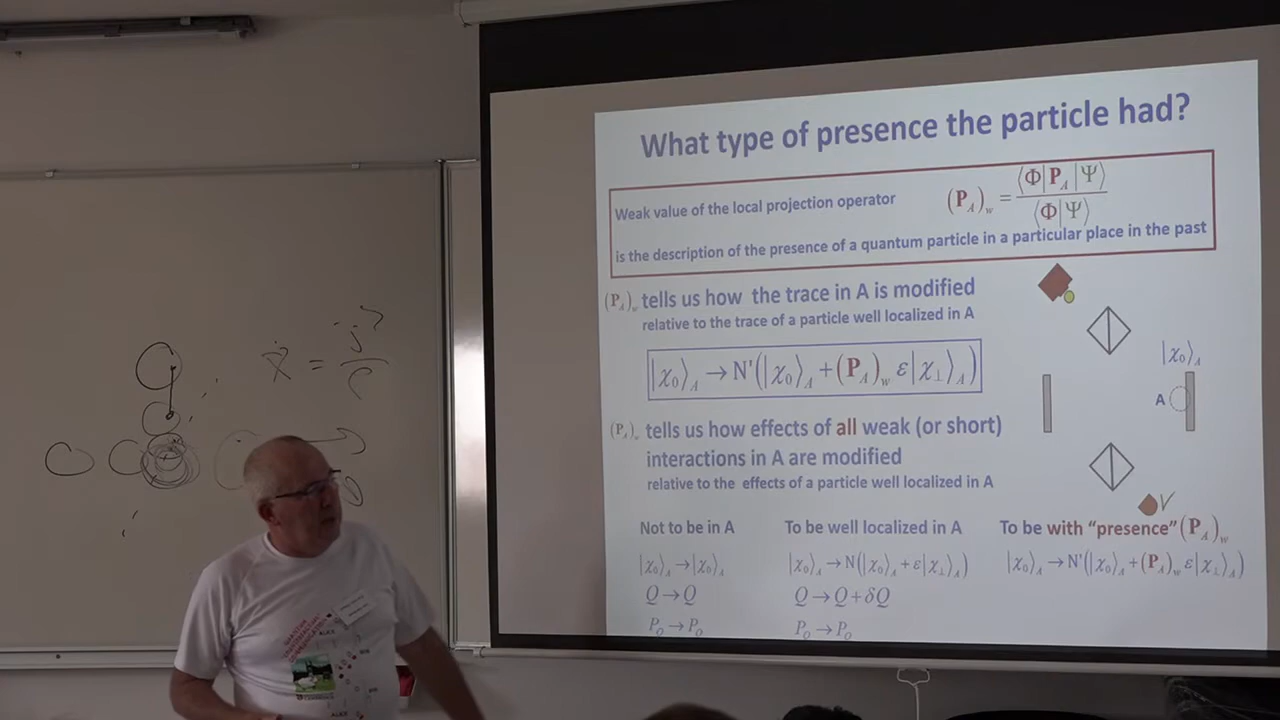 What type of presence the particle had?
Weak value of the local projection operator (P_A)_w = ⟨Φ|P_A|Ψ⟩ / ⟨Φ|Ψ⟩
is the description of the presence of a quantum particle in a particular place in the past
(P_A)_w tells us how the trace in A is modified
relative to the trace of a particle well localized in A
|χ₀⟩_A → N'(|χ₀⟩_A + (P_A)_w ε|χ_⊥⟩_A)
|χ₀⟩_A
A
(P_A)_w tells us how effects of all weak (or short)
interactions in A are modified
relative to the effects of a particle well localized in A
Not to be in A To be well localized in A To be with "presence" (P_A)_w
|χ₀⟩_A → |χ₀⟩_A |χ₀⟩_A → N(|χ₀⟩_A + ε|χ_⊥⟩_A) |χ₀⟩_A → N'(|χ₀⟩_A + (P_A)_w ε|χ_⊥⟩_A)
Q → Q Q → Q + δQ
P_Q → P_Q P_Q → P_Q